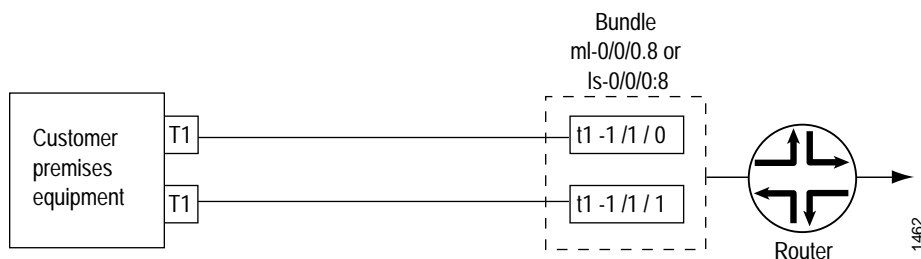 Bundle
ml-0/0/0.8 or
ls-0/0/0:8
Customer
premises
equipment
T1
T1
t1 -1 /1 / 0
t1 -1 /1 / 1
Router
1462